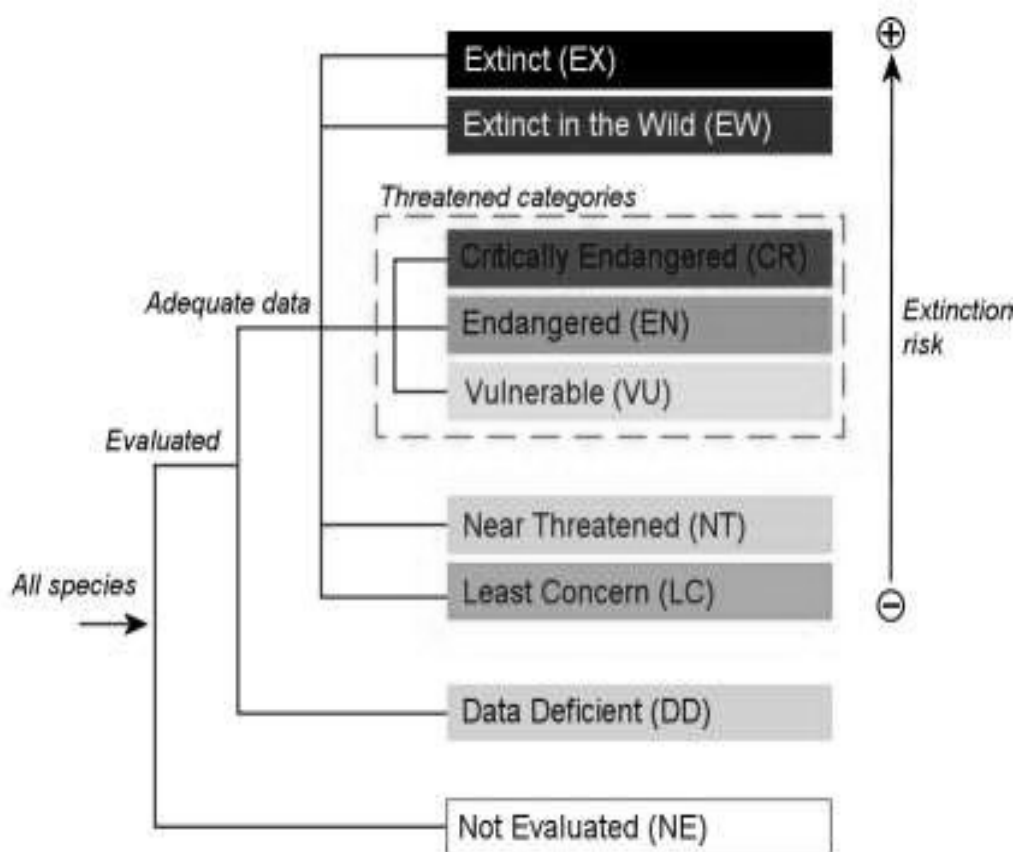 Extinct (EX)
Extinct in the Wild (EW)
Threatened categories
Critically Endangered (CR)
Adequate data
Endangered (EN)
Extinction
risk
Vulnerable (VU)
Evaluated
Near Threatened (NT)
All species
Least Concern (LC)
Data Deficient (DD)
Not Evaluated (NE)